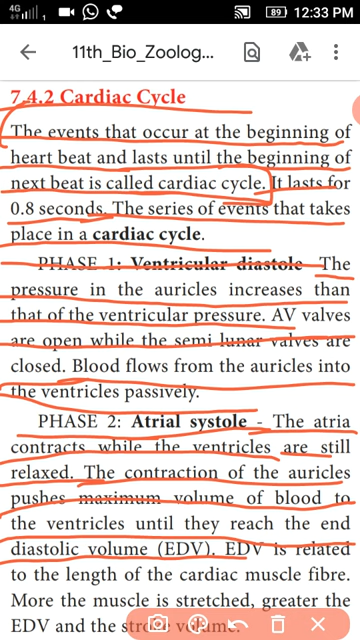 4G
89
12:33 PM
11th_Bio_Zoolog...
7.4.2 Cardiac Cycle
The events that occur at the beginning of
heart beat and lasts until the beginning of
next beat is called cardiac cycle. It lasts for
0.8 seconds. The series of events that takes
place in a cardiac cycle.
PHASE 1: Ventricular diastole- The
pressure in the auricles increases than
that of the ventricular pressure. AV valves
are open while the semi lunar valves are
closed. Blood flows from the auricles into
the ventricles passively.
PHASE 2: Atrial systole - The atria
contracts while the ventricles are still
relaxed. The contraction of the auricles
pushes maximum volume of blood to
the ventricles until they reach the end
diastolic volume (EDV). EDV is related
to the length of the cardiac muscle fibre.
More the muscle is stretched, greater the
EDV and the stroke volume.